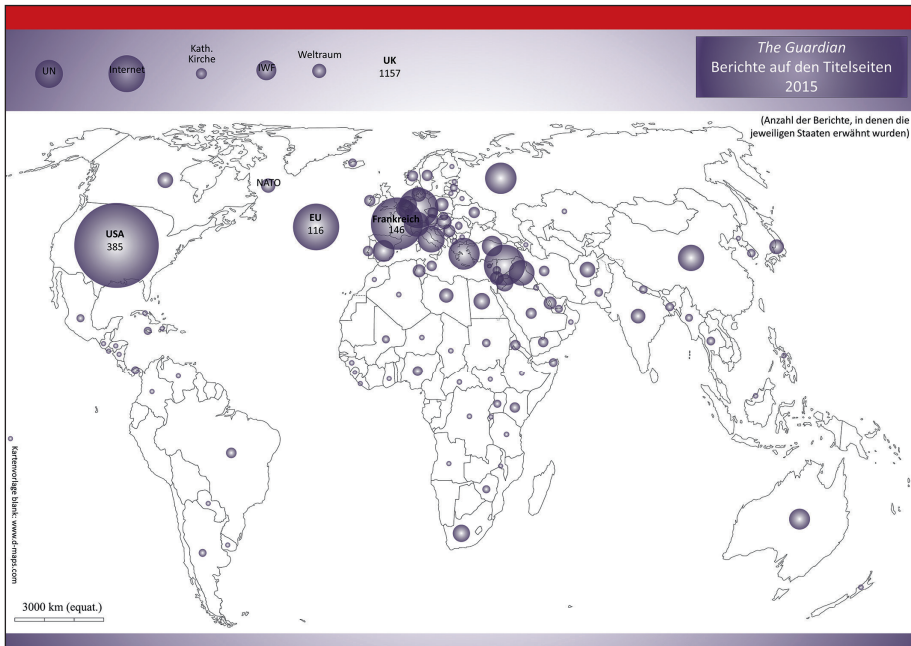 UN
Internet
Kath.
Kirche
IWF
Weltraum
UK
1157
The Guardian
Berichte auf den Titelseiten
2015
(Anzahl der Berichte, in denen die
jeweiligen Staaten erwähnt wurden)
NATO
USA
385
EU
116
Frankreich
146
Kartenvorlage blank: www.d-maps.com
3000 km (equat.)